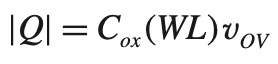 |Q| = C_{ox}(WL)v_{OV}